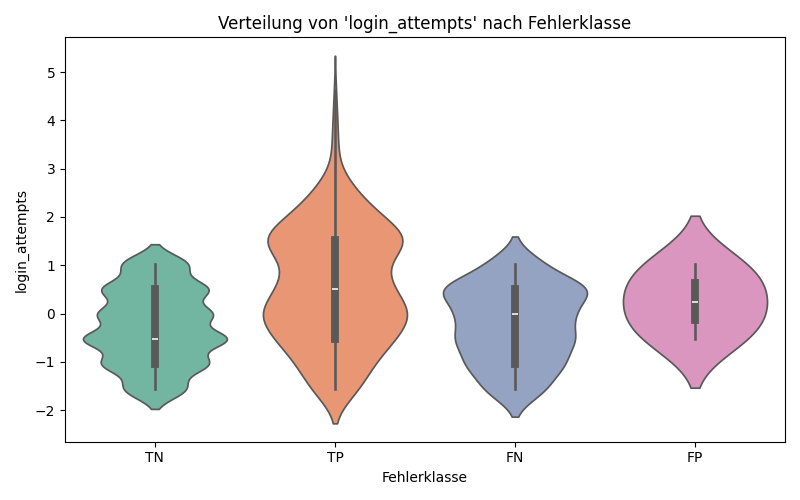 Verteilung von 'login_attempts' nach Fehlerklasse
login_attempts
5
4
3
2
1
0
−1
−2
TN
TP
FN
FP
Fehlerklasse